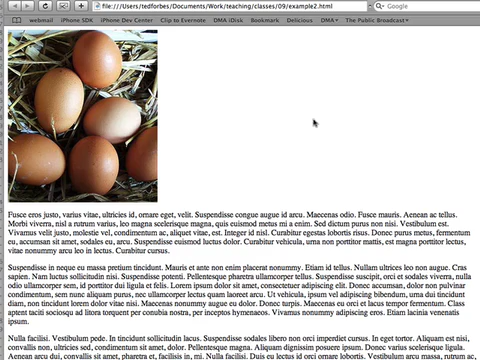 file:///Users/tedforbes/Documents/Work/teaching/classes/09/example2.html
Google
webmail iPhone SDK iPhone Dev Center Clip to Evernote DMA iDisk Bookmark Delicious DMA The Public Broadcast
Fusce eros justo, varius vitae, ultricies id, ornare eget, velit. Suspendisse congue augue id arcu. Maecenas odio. Fusce mauris. Aenean ac tellus.
Morbi viverra, nisl a rutrum varius, leo magna scelerisque magna, quis euismod metus mi a enim. Sed dictum purus non nisi. Vestibulum est.
Vivamus velit justo, molestie vel, condimentum ac, aliquet vitae, est. Integer id nisl. Curabitur egestas lobortis risus. Donec purus metus, fermentum
eu, accumsan sit amet, sodales eu, arcu. Suspendisse euismod luctus dolor. Curabitur vehicula, urna non porttitor mattis, est magna porttitor lectus,
vitae nonummy arcu leo in lectus. Curabitur cursus.
Suspendisse in neque eu massa pretium tincidunt. Mauris et ante non enim placerat nonummy. Etiam id tellus. Nullam ultrices leo non augue. Cras
sapien. Nam luctus sollicitudin nisi. Suspendisse potenti. Pellentesque pharetra ullamcorper tellus. Suspendisse suscipit, orci et sodales viverra, nulla
odio ullamcorper sem, id porttitor dui ligula et felis. Lorem ipsum dolor sit amet, consectetuer adipiscing elit. Donec accumsan, dolor non pulvinar
condimentum, sem nunc aliquam purus, nec ullamcorper lectus quam laoreet arcu. Ut vehicula, ipsum vel adipiscing bibendum, urna dui tincidunt
diam, non tincidunt lorem dolor vitae nisi. Maecenas nonummy augue eu dui. Donec turpis. Maecenas eu orci et lacus tempor fermentum. Class
aptent taciti sociosqu ad litora torquent per conubia nostra, per inceptos hymenaeos. Vivamus nonummy adipiscing eros. Etiam lacinia venenatis
ipsum.
Nulla facilisi. Vestibulum pede. In tincidunt sollicitudin lacus. Suspendisse sodales libero non orci imperdiet cursus. In eget tortor. Aliquam est nisi,
convallis non, ultricies sed, condimentum sit amet, dolor. Pellentesque magna. Aliquam dignissim posuere ipsum. Donec varius scelerisque ligula.
Aenean arcu dui, convallis sit amet, pharetra et, facilisis in, mi. Nulla facilisi. Duis eu lectus id orci ornare tempor. Ut at metus in lacus gravida